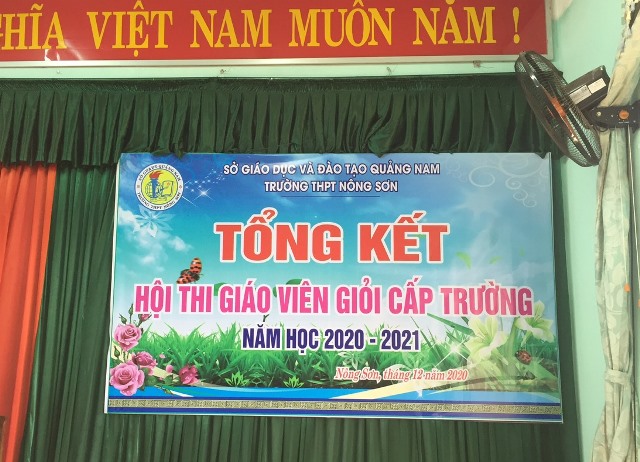 GHĨA VIỆT NAM MUÔN NĂM !
SỞ GIÁO DỤC VÀ ĐÀO TẠO QUẢNG NAM
TRƯỜNG THPT NÔNG SƠN
TỔNG KẾT
HỘI THI GIÁO VIÊN GIỎI CẤP TRƯỜNG
NĂM HỌC 2020 - 2021
Nông Sơn, tháng 12 năm 2020